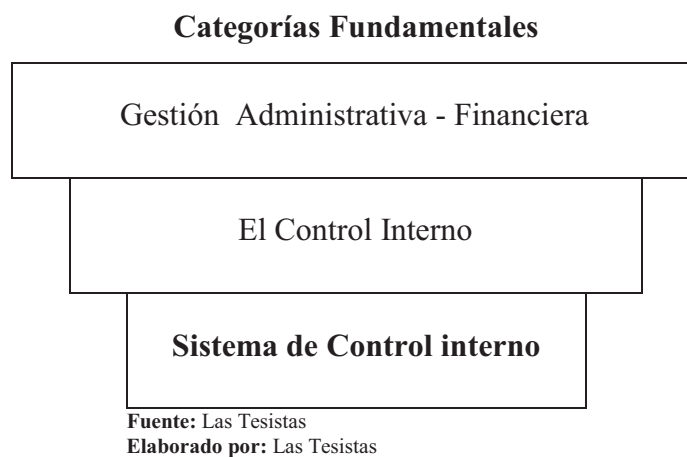 Categorías Fundamentales
Gestión Administrativa - Financiera
El Control Interno
Sistema de Control interno
Fuente: Las Tesistas
Elaborado por: Las Tesistas